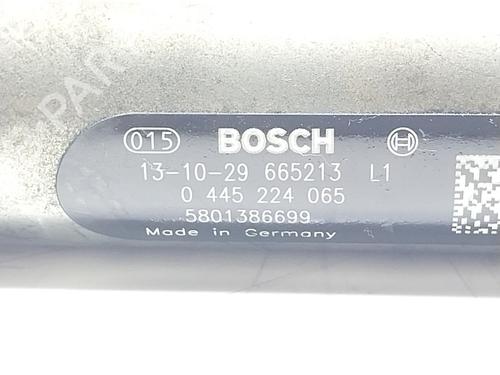 015 BOSCH
13-10-29 665213 L1
0 445 224 065
5801386699
Made in Germany